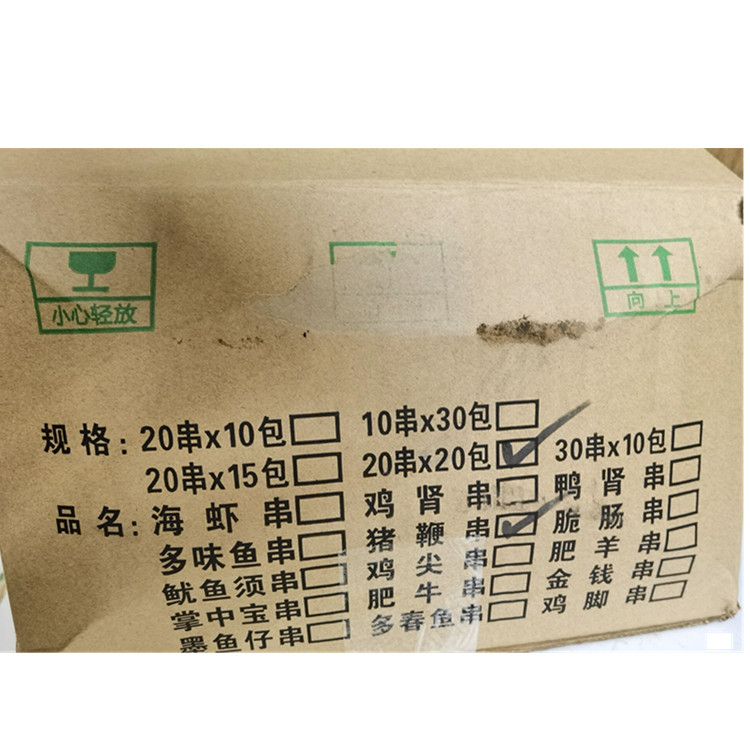 小心轻放
向上
规格: 20串x10包 10串x30包
20串x15包 20串x20包 30串x10包
品名: 海虾串 鸡肾串 鸭肾串
多味鱼串 猪鞭串 脆肠串
鱿鱼须串 鸡尖串 肥羊串
掌中宝串 肥牛串 金钱串
墨鱼仔串 多春鱼串 鸡脚串